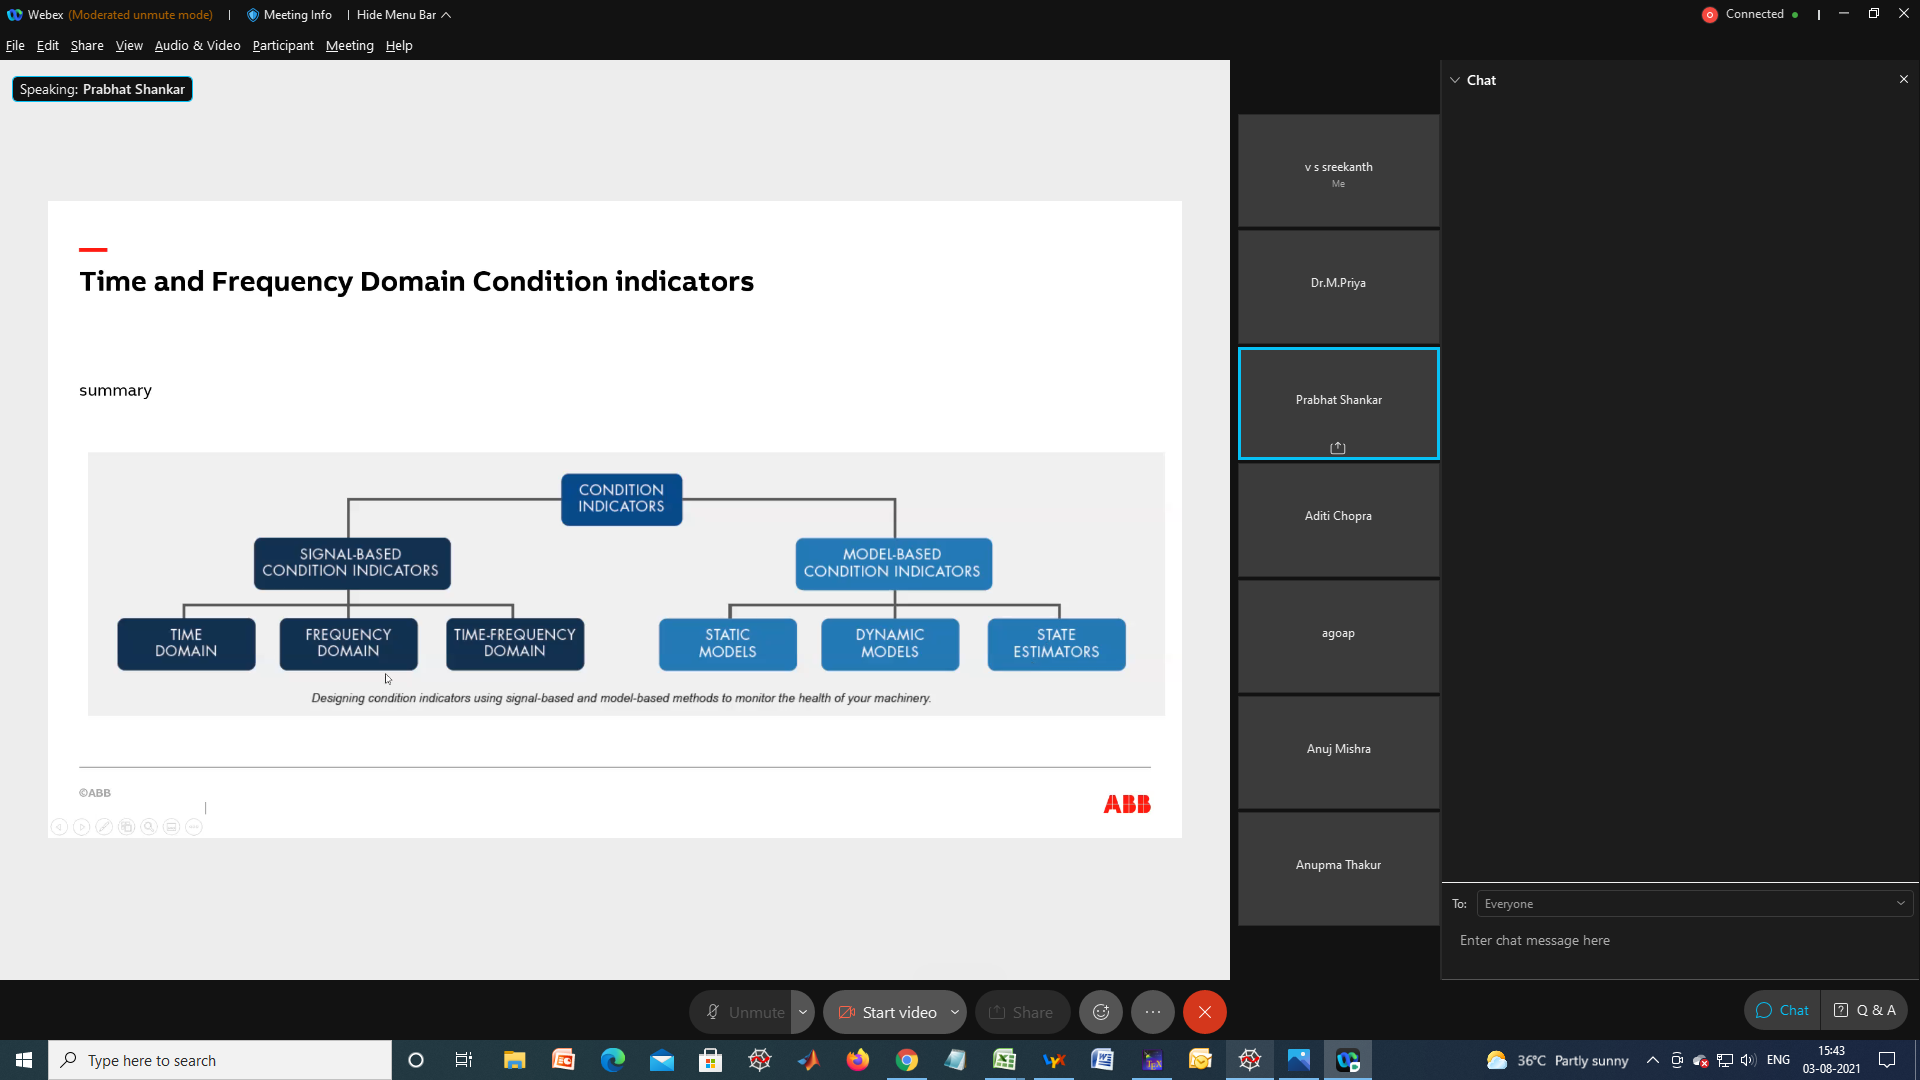 Webex (Moderated unmute mode) | Meeting Info | Hide Menu Bar
Connected
File Edit Share View Audio & Video Participant Meeting Help
Speaking: Prabhat Shankar
Time and Frequency Domain Condition indicators
summary
CONDITION
INDICATORS
SIGNAL-BASED
CONDITION INDICATORS
MODEL-BASED
CONDITION INDICATORS
TIME
DOMAIN
FREQUENCY
DOMAIN
TIME-FREQUENCY
DOMAIN
STATIC
MODELS
DYNAMIC
MODELS
STATE
ESTIMATORS
Designing condition indicators using signal-based and model-based methods to monitor the health of your machinery.
©ABB
ABB
v s sreekanth
Me
Dr.M.Priya
Prabhat Shankar
Aditi Chopra
agoap
Anuj Mishra
Anupma Thakur
Chat
To: Everyone
Enter chat message here
Unmute
Start video
Share
Chat
Q & A
Type here to search
36°C Partly sunny
ENG
15:43
03-08-2021